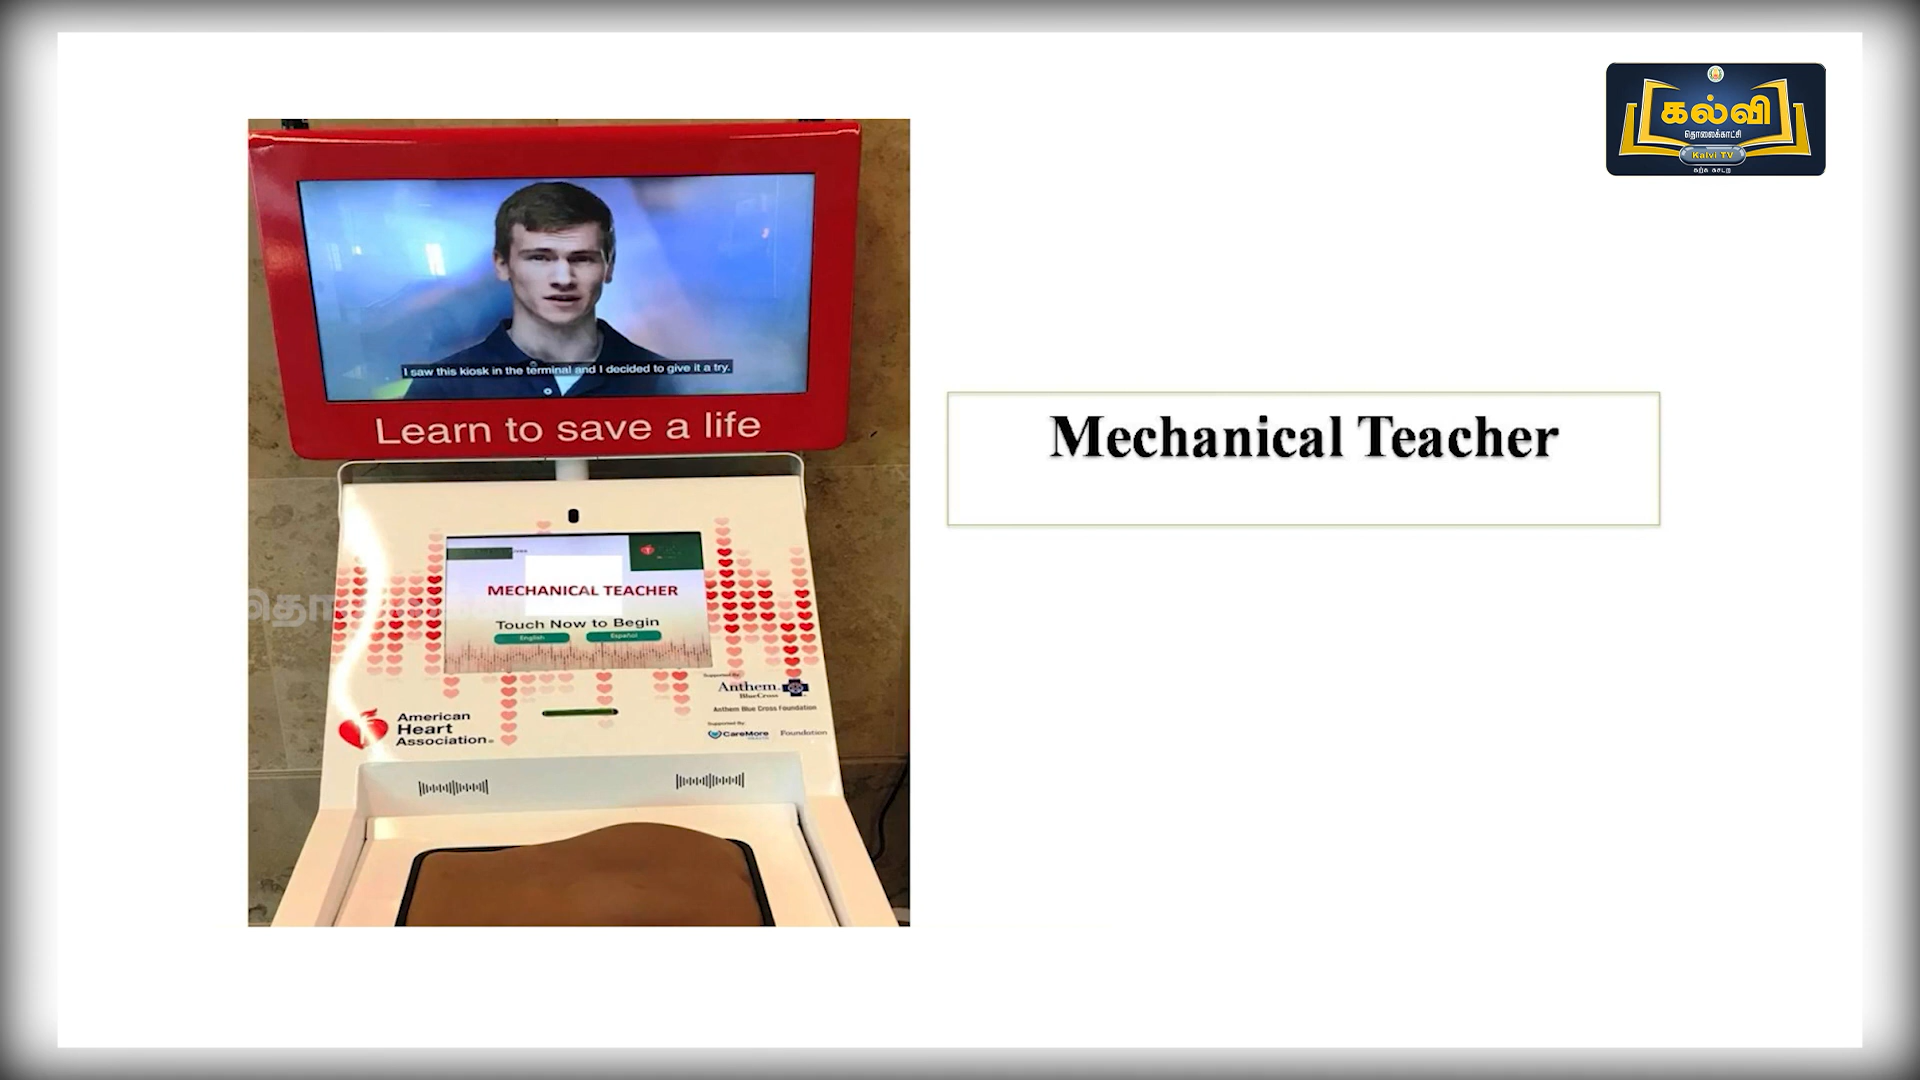 கல்வி
தொலைக்காட்சி
Kalvi TV
கற்க கசடற
I saw this kiosk in the terminal and I decided to give it a try.
Learn to save a life
Mechanical Teacher
MECHANICAL TEACHER
Touch Now to Begin
English Español
Supported By:
Anthem
BlueCross
Anthem Blue Cross Foundation
American
Heart
Association
Supported By:
CareMore Foundation
HEALTH